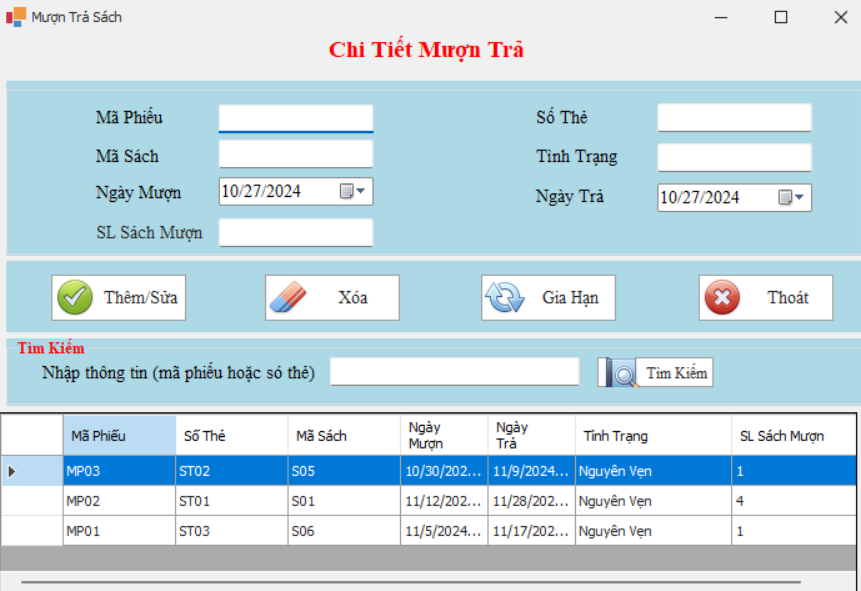 Mượn Trả Sách
Chi Tiết Mượn Trả
Mã Phiếu
Số Thẻ
Mã Sách
Tình Trạng
Ngày Mượn 10/27/2024
Ngày Trả 10/27/2024
SL Sách Mượn
Thêm/Sửa Xóa Gia Hạn Thoát
Tìm Kiếm
Nhập thông tin (mã phiếu hoặc só thẻ) Tìm Kiếm
Mã Phiếu Số Thẻ Mã Sách Ngày Mượn Ngày Trả Tình Trạng SL Sách Mượn
MP03 ST02 S05 10/30/202... 11/9/2024... Nguyên Vẹn 1
MP02 ST01 S01 11/12/202... 11/28/202... Nguyên Vẹn 4
MP01 ST03 S06 11/5/2024... 11/17/202... Nguyên Vẹn 1